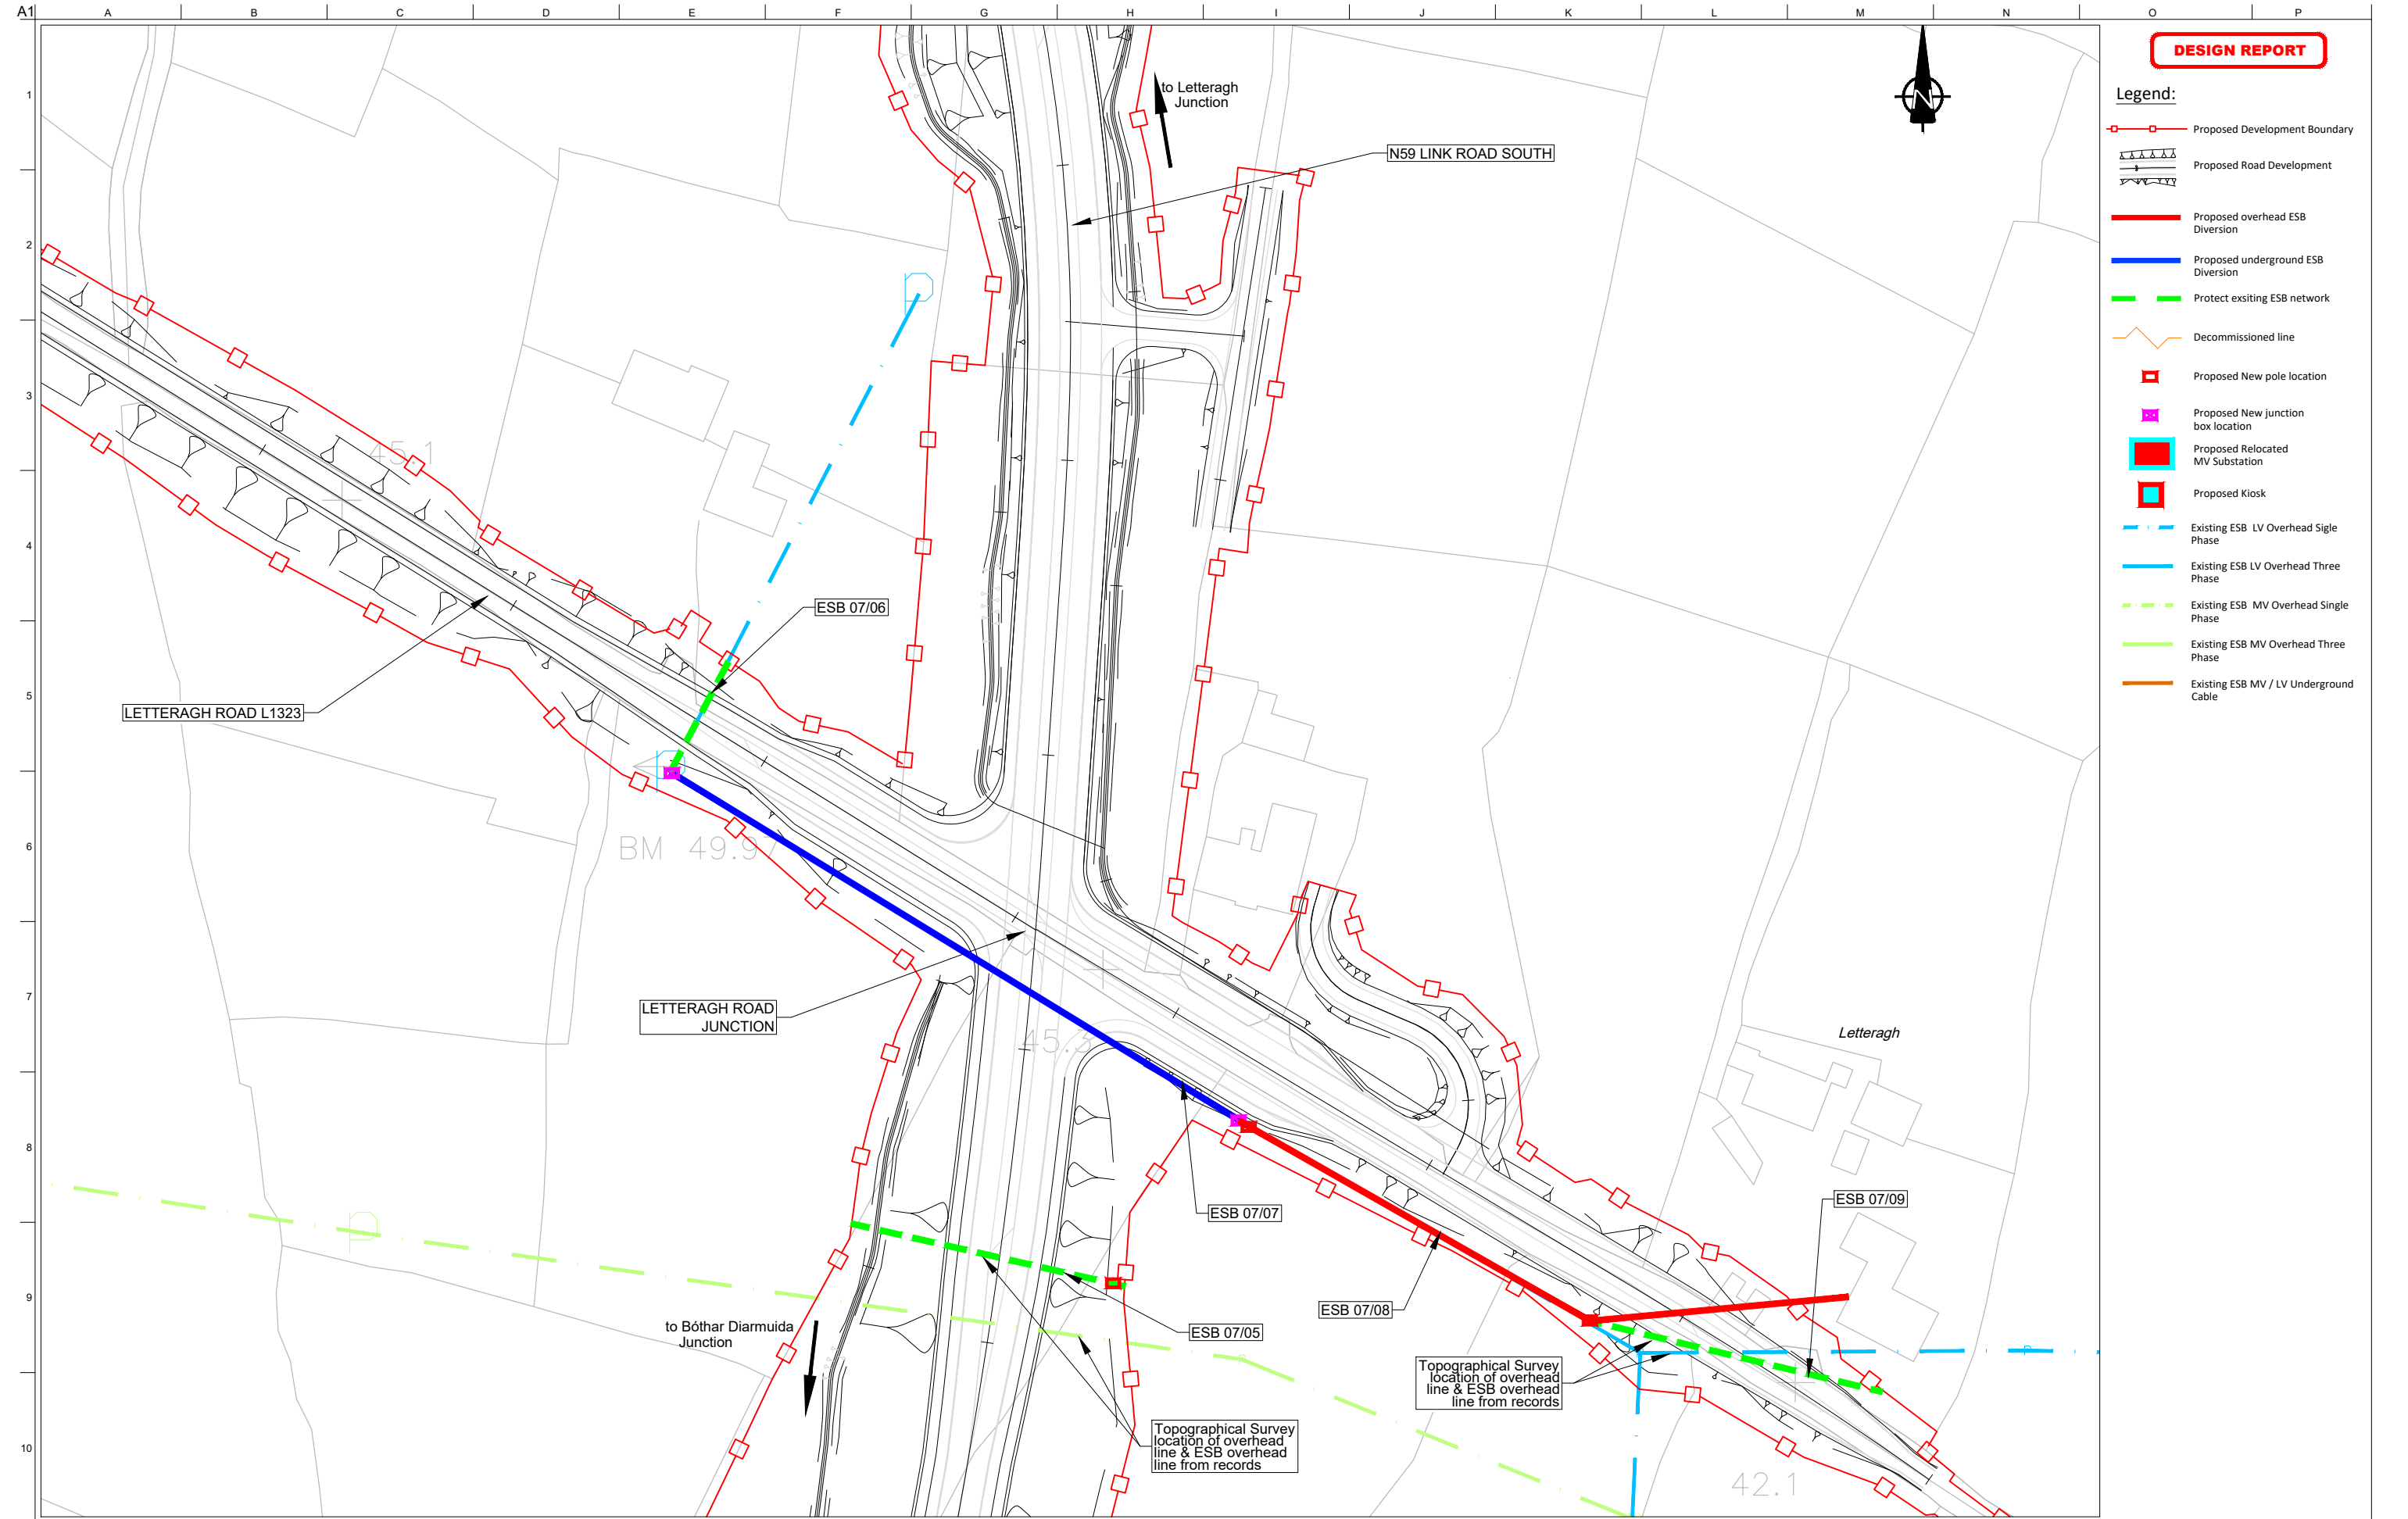 A1
A
B
C
D
E
F
G
H
I
J
K
L
M
N
O
P
1
2
3
4
5
6
7
8
9
10
DESIGN REPORT
Legend:
Proposed Development Boundary
Proposed Road Development
Proposed overhead ESB
Diversion
Proposed underground ESB
Diversion
Protect exsiting ESB network
Decommissioned line
Proposed New pole location
Proposed New junction
box location
Proposed Relocated
MV Substation
Proposed Kiosk
Existing ESB LV Overhead Sigle
Phase
Existing ESB LV Overhead Three
Phase
Existing ESB MV Overhead Single
Phase
Existing ESB MV Overhead Three
Phase
Existing ESB MV / LV Underground
Cable
N
to Letteragh
Junction
N59 LINK ROAD SOUTH
45.1
ESB 07/06
LETTERAGH ROAD L1323
BM 49.97
LETTERAGH ROAD
JUNCTION
45.3
Letteragh
ESB 07/07
ESB 07/09
ESB 07/08
ESB 07/05
to Bóthar Diarmuida
Junction
Topographical Survey
location of overhead
line & ESB overhead
line from records
Topographical Survey
location of overhead
line & ESB overhead
line from records
42.1